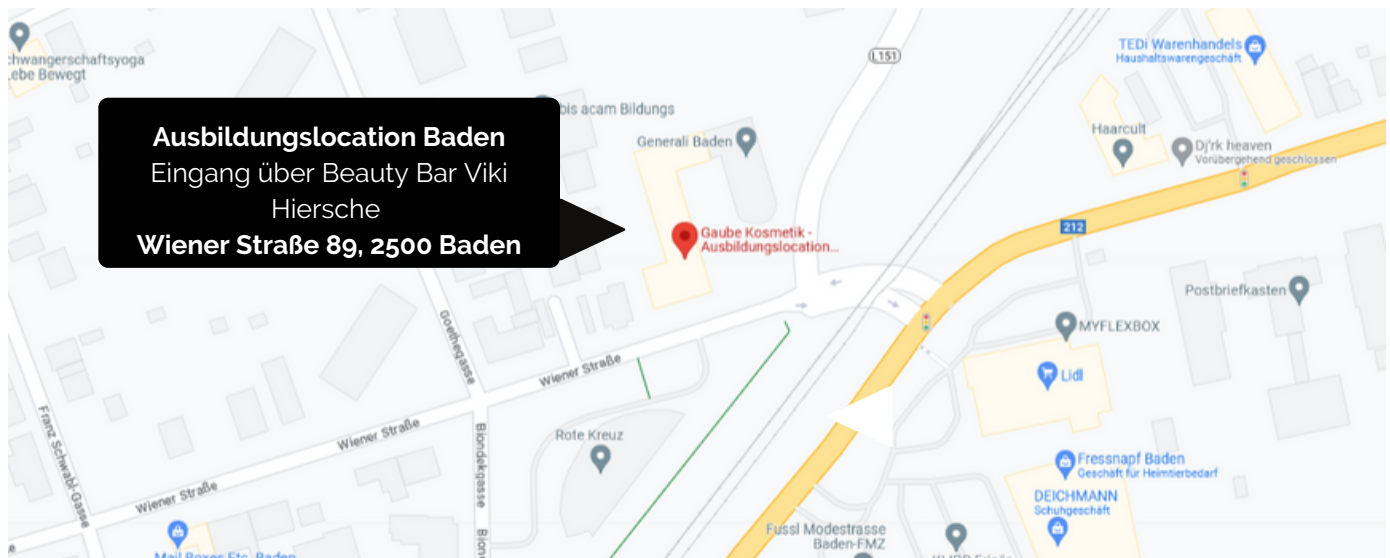 chwangerschaftsyoga
ebe Bewegt
Ausbildungslocation Baden
Eingang über Beauty Bar Viki
Hiersche
Wiener Straße 89, 2500 Baden
bis acam Bildungs
Generali Baden
Gaube Kosmetik -
Ausbildungslocation...
L151
TEDi Warenhandels
Haushaltswarengeschäft
Haarcult
Dj'rk heaven
Vorübergehend geschlossen
212
Postbriefkasten
MYFLEXBOX
Lidl
Goethegasse
Wiener Straße
Wiener Straße
Wiener Straße
Franz Schwabl-Gasse
Biondekgasse
Bion
Rote Kreuz
Fressnapf Baden
Geschäft für Heimtierbedarf
DEICHMANN
Schuhgeschäft
Fussl Modestrasse
Baden-FMZ
Mail Boxes Etc. Baden